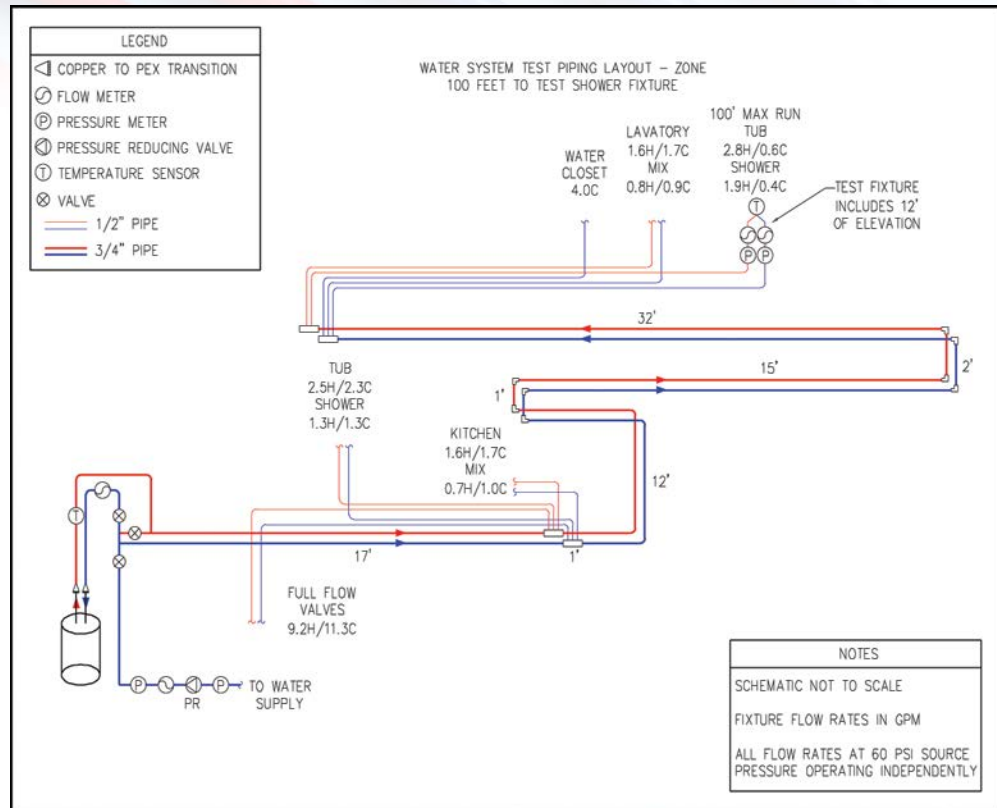 LEGEND
COPPER TO PEX TRANSITION
FLOW METER
P PRESSURE METER
PRESSURE REDUCING VALVE
T TEMPERATURE SENSOR
VALVE
1/2" PIPE
3/4" PIPE
WATER SYSTEM TEST PIPING LAYOUT - ZONE
100 FEET TO TEST SHOWER FIXTURE
WATER
CLOSET
4.0C
LAVATORY
1.6H/1.7C
MIX
0.8H/0.9C
100' MAX RUN
TUB
2.8H/0.6C
SHOWER
1.9H/0.4C
T
P P
TEST FIXTURE
INCLUDES 12'
OF ELEVATION
32'
15'
2'
1'
12'
TUB
2.5H/2.3C
SHOWER
1.3H/1.3C
KITCHEN
1.6H/1.7C
MIX
0.7H/1.0C
T
17'
1'
FULL FLOW
VALVES
9.2H/11.3C
P P
PR
TO WATER
SUPPLY
NOTES
SCHEMATIC NOT TO SCALE
FIXTURE FLOW RATES IN GPM
ALL FLOW RATES AT 60 PSI SOURCE
PRESSURE OPERATING INDEPENDENTLY